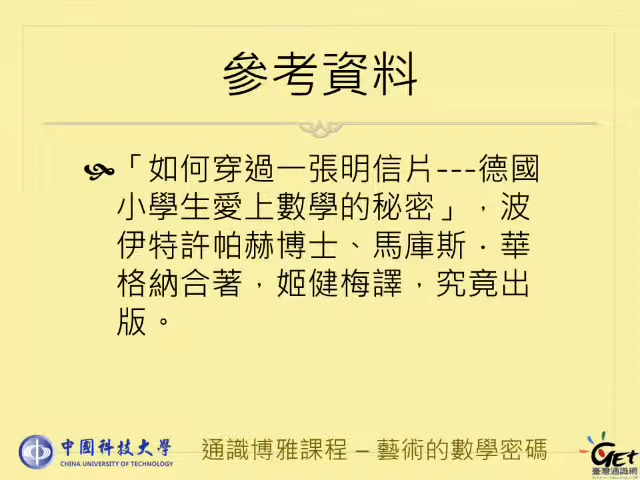 參考資料
「如何穿過一張明信片---德國
小學生愛上數學的秘密」，波
伊特許帕赫博士、馬庫斯．華
格納合著，姬健梅譯，究竟出
版。
中國科技大學
CHINA UNIVERSITY OF TECHNOLOGY
通識博雅課程 – 藝術的數學密碼
GET
臺灣通識網